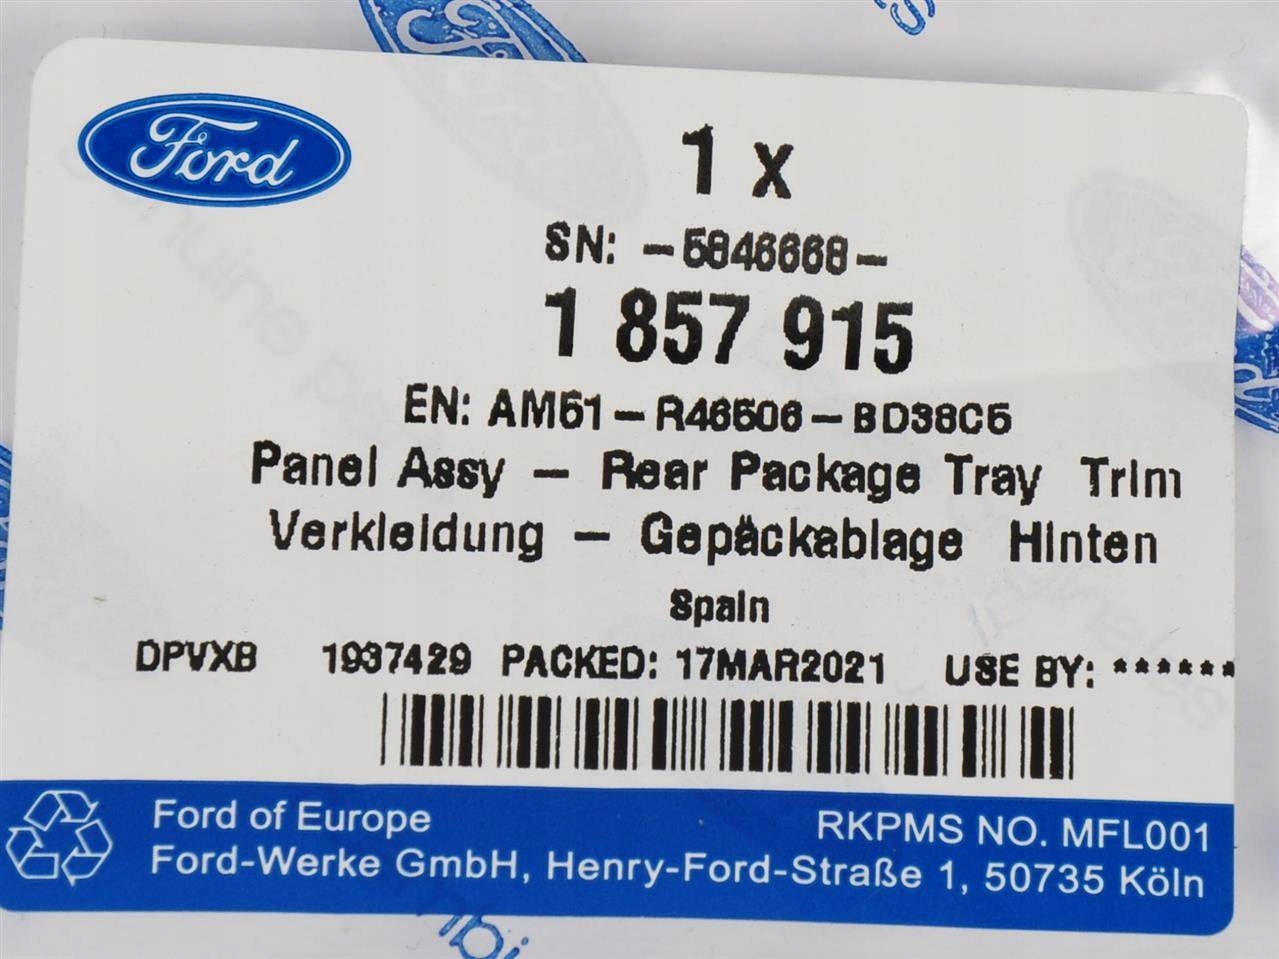 Ford
1 x
SN: -5846668-
1 857 915
EN: AM51-R46506-BD38C5
Panel Assy - Rear Package Tray Trim
Verkleidung - Gepäckablage Hinten
Spain
DPVXB 1937429 PACKED: 17MAR2021 USE BY: ******
Ford of Europe
RKPMS NO. MFL001
Ford-Werke GmbH, Henry-Ford-Straße 1, 50735 Köln